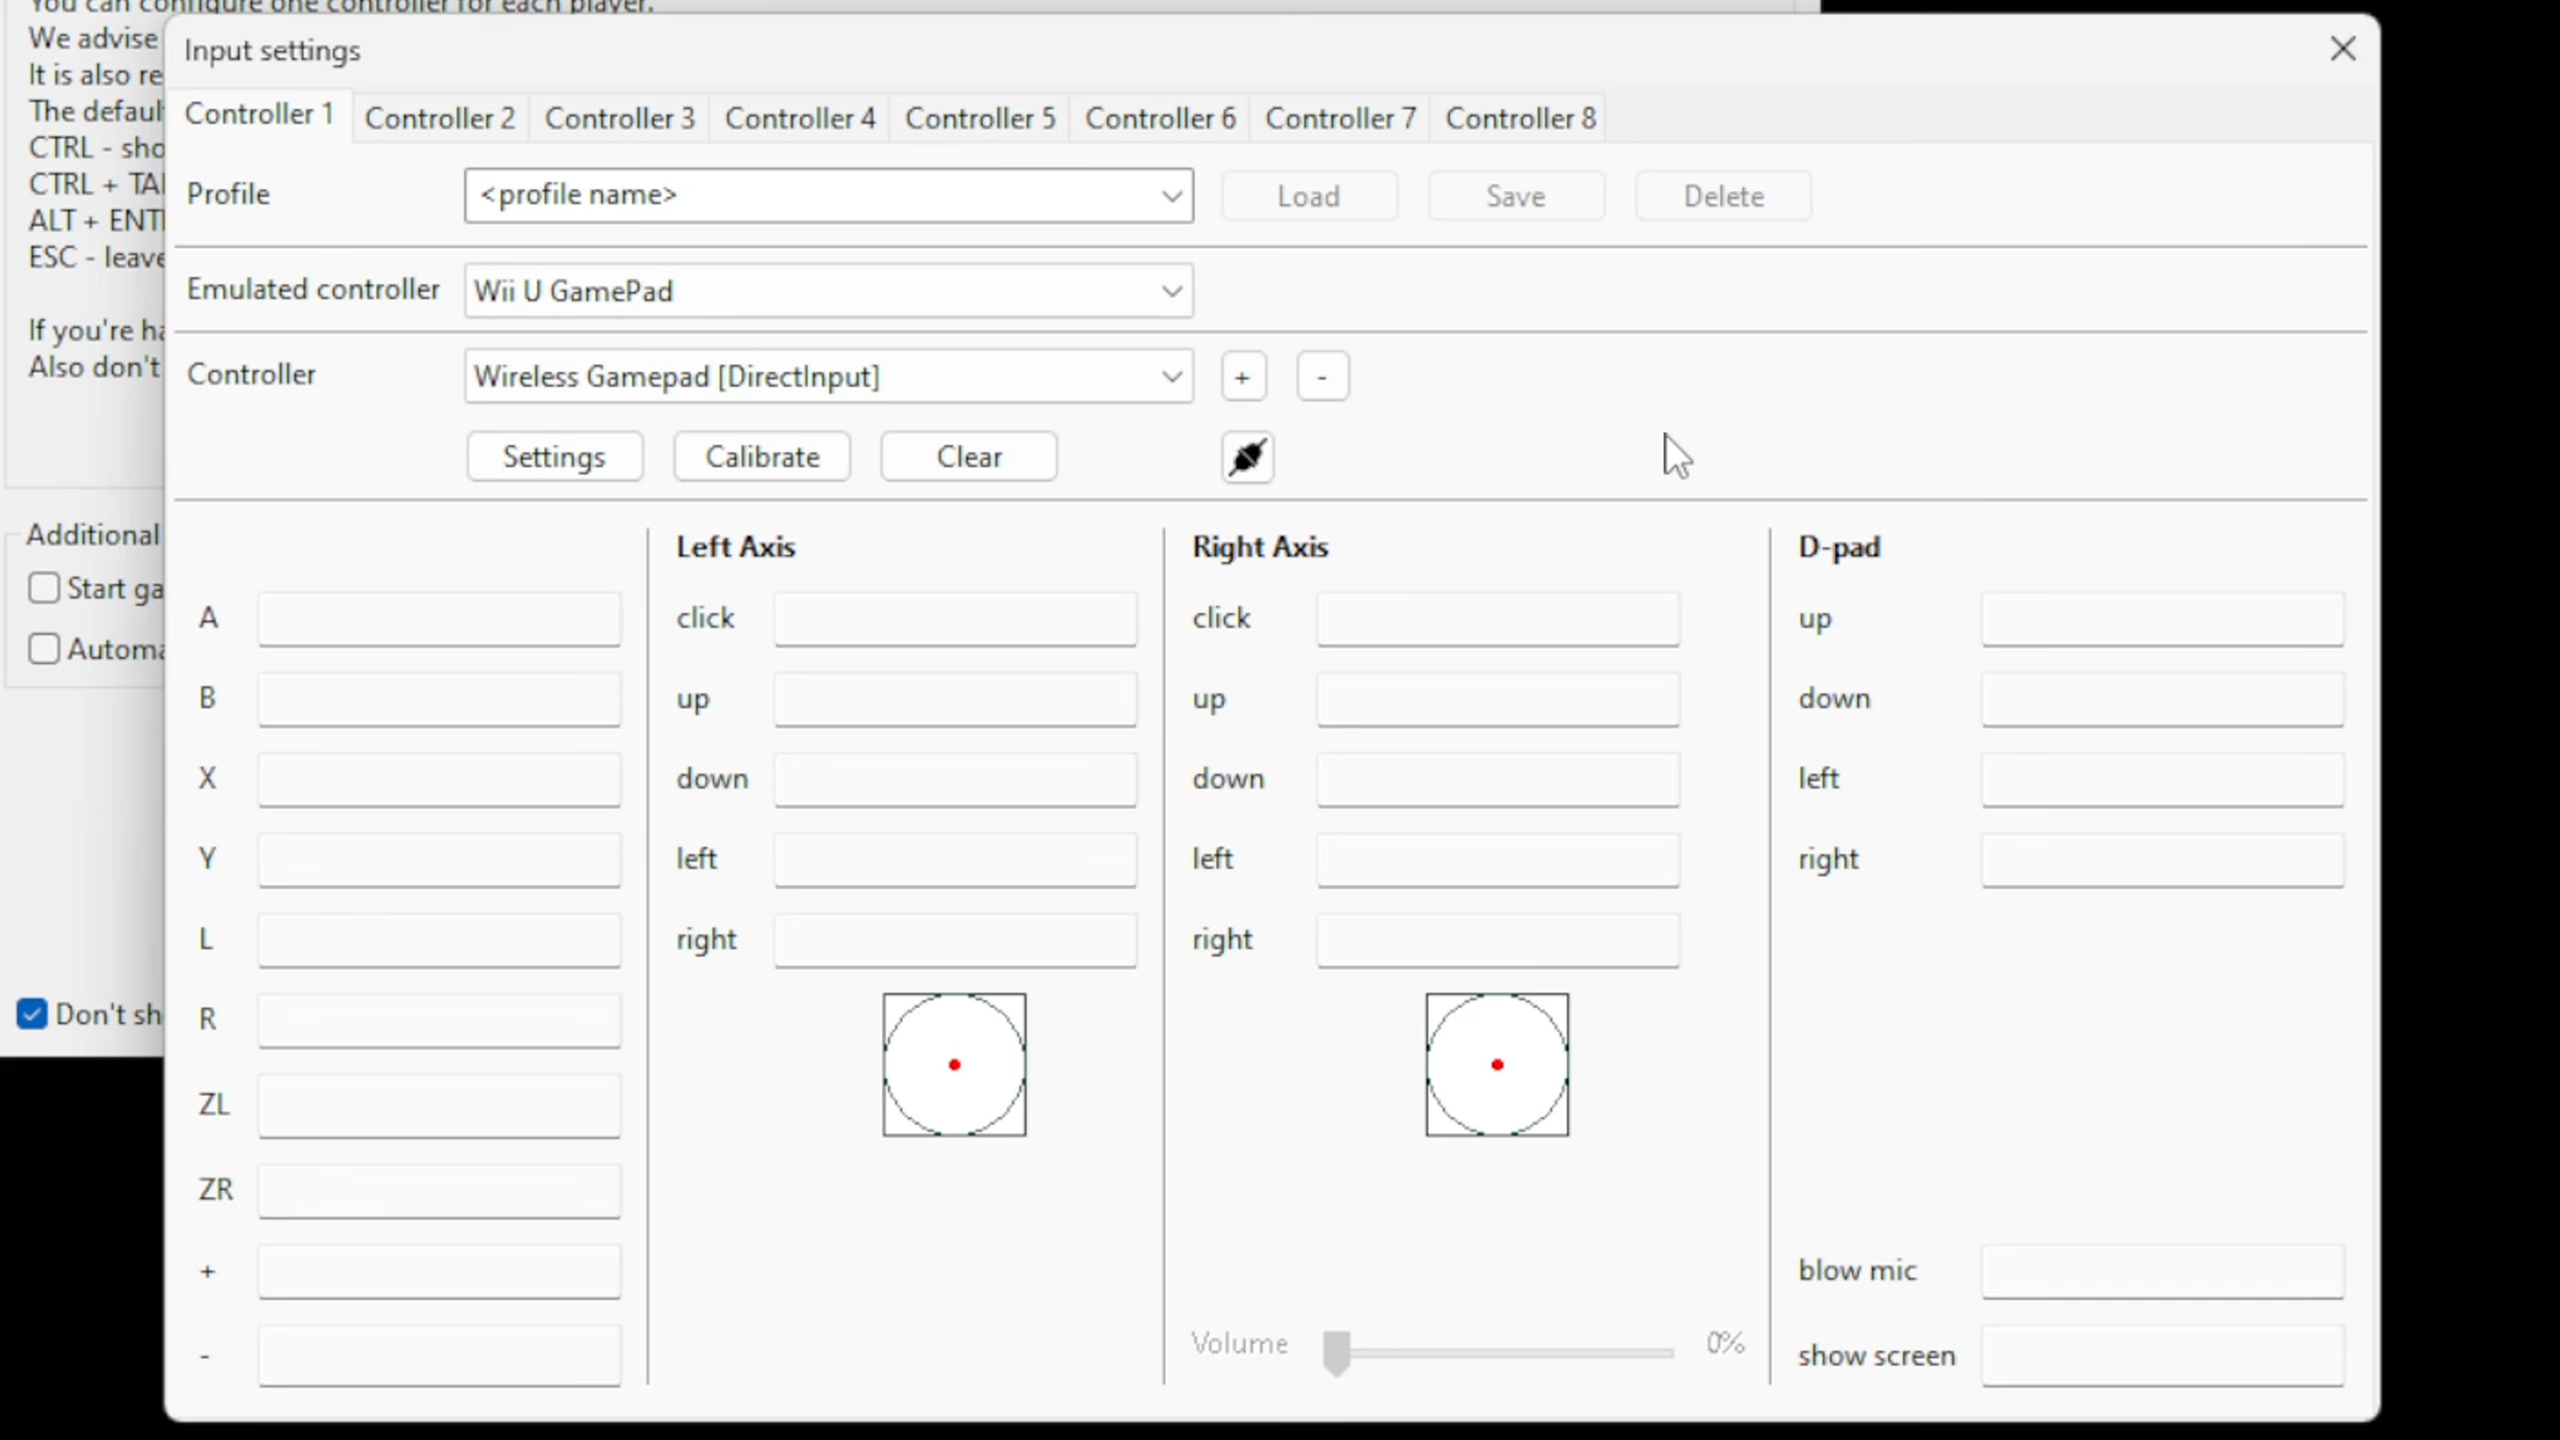 You can configure one controller for each player.
We advise
It is also re
The defaul
CTRL - sho
CTRL + TA
ALT + ENT
ESC - leave
If you're ha
Also don't
Additional
Start ga
Automa
Don't sh
Input settings
Controller 1 Controller 2 Controller 3 Controller 4 Controller 5 Controller 6 Controller 7 Controller 8
Profile <profile name> Load Save Delete
Emulated controller Wii U GamePad
Controller Wireless Gamepad [DirectInput] + -
Settings Calibrate Clear
Left Axis Right Axis D-pad
A click click up
B up up down
X down down left
Y left left right
L right right
R
ZL
ZR
+ blow mic
- Volume 0% show screen